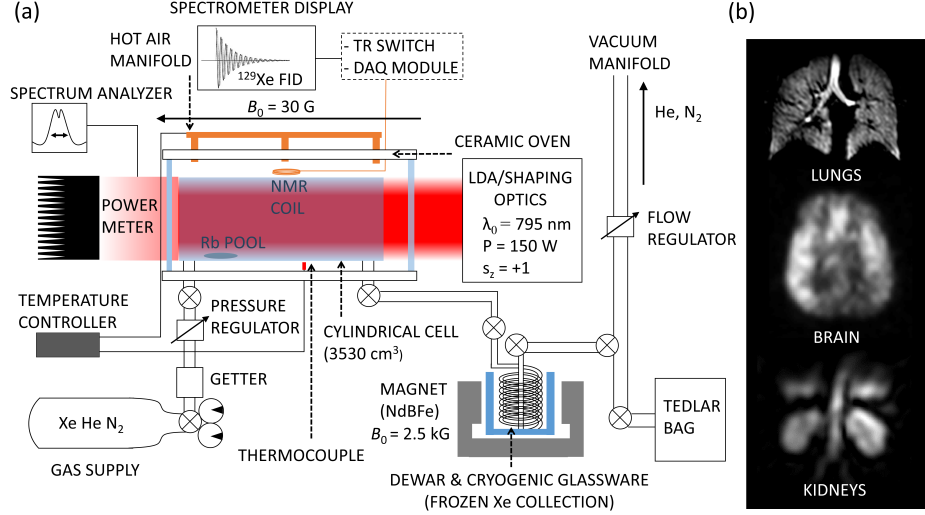 (a)
SPECTROMETER DISPLAY
HOT AIR
MANIFOLD
¹²⁹Xe FID
- TR SWITCH
- DAQ MODULE
SPECTRUM ANALYZER
B₀ = 30 G
CERAMIC OVEN
POWER
METER
NMR
COIL
Rb POOL
LDA/SHAPING
OPTICS
λ₀ = 795 nm
P = 150 W
s_z = +1
VACUUM
MANIFOLD
He, N₂
FLOW
REGULATOR
TEMPERATURE
CONTROLLER
PRESSURE
REGULATOR
CYLINDRICAL CELL
(3530 cm³)
GETTER
Xe He N₂
GAS SUPPLY
THERMOCOUPLE
MAGNET
(NdBFe)
B₀ = 2.5 kG
TEDLAR
BAG
DEWAR & CRYOGENIC GLASSWARE
(FROZEN Xe COLLECTION)
(b)
LUNGS
BRAIN
KIDNEYS